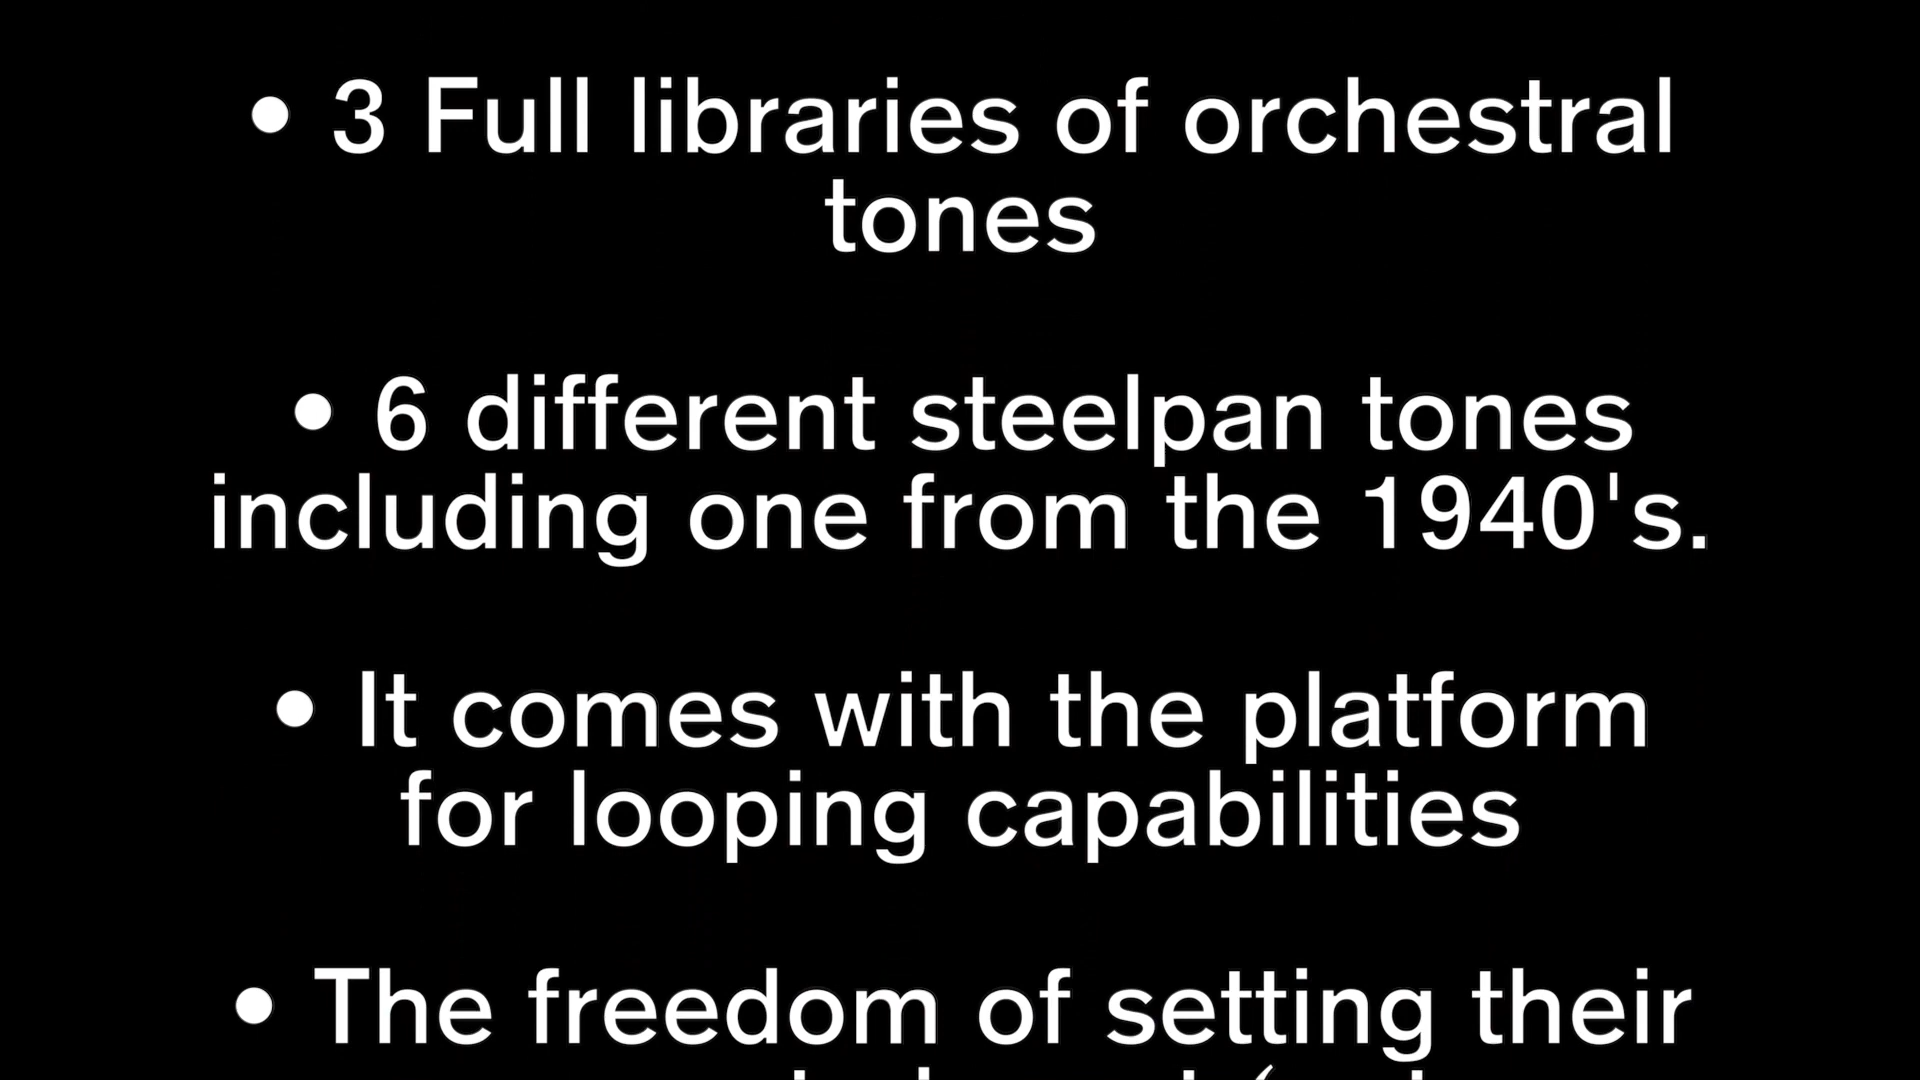 • 3 Full libraries of orchestral
tones
• 6 different steelpan tones
including one from the 1940's.
• It comes with the platform
for looping capabilities
• The freedom of setting their